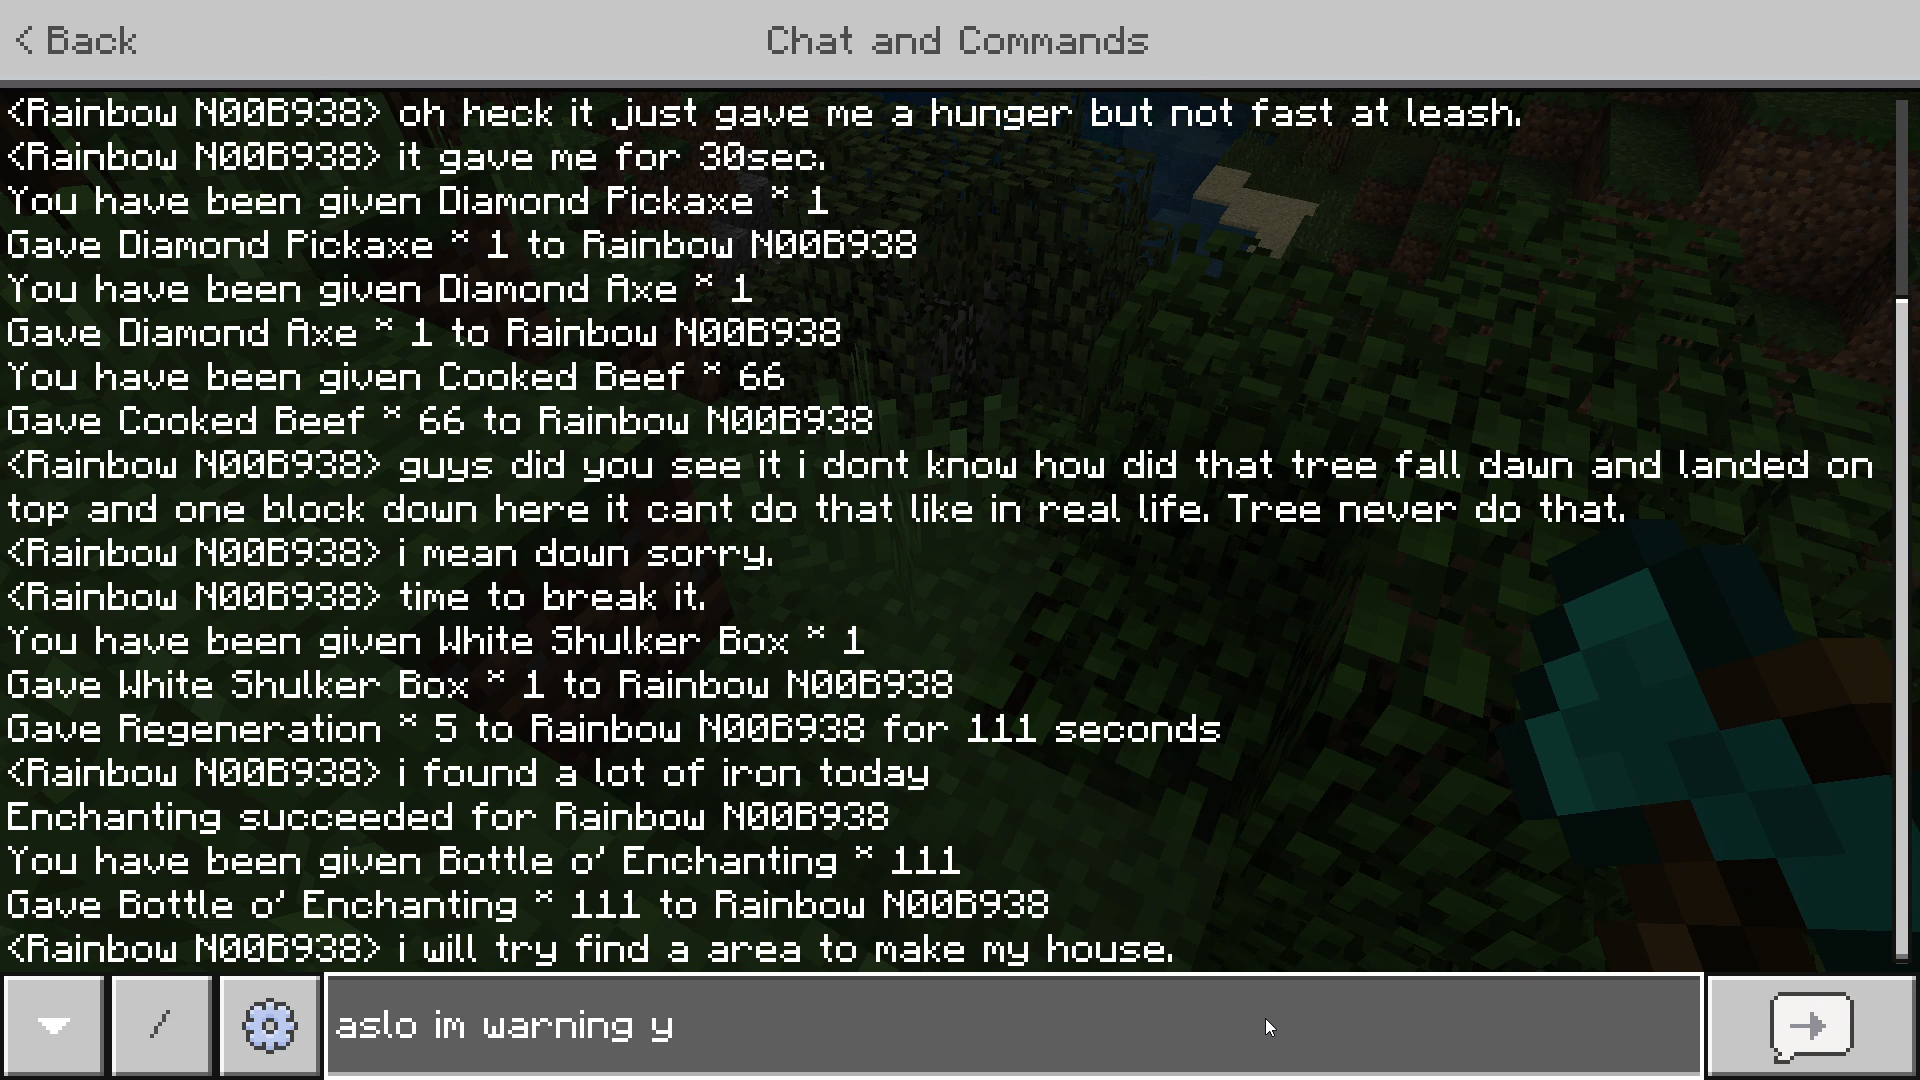 < Back
Chat and Commands
<Rainbow N00B938> oh heck it just gave me a hunger but not fast at leash.
<Rainbow N00B938> it gave me for 30sec.
You have been given Diamond Pickaxe * 1
Gave Diamond Pickaxe * 1 to Rainbow N00B938
You have been given Diamond Axe * 1
Gave Diamond Axe * 1 to Rainbow N00B938
You have been given Cooked Beef * 66
Gave Cooked Beef * 66 to Rainbow N00B938
<Rainbow N00B938> guys did you see it i dont know how did that tree fall dawn and landed on
top and one block down here it cant do that like in real life. Tree never do that.
<Rainbow N00B938> i mean down sorry.
<Rainbow N00B938> time to break it.
You have been given White Shulker Box * 1
Gave White Shulker Box * 1 to Rainbow N00B938
Gave Regeneration * 5 to Rainbow N00B938 for 111 seconds
<Rainbow N00B938> i found a lot of iron today
Enchanting succeeded for Rainbow N00B938
You have been given Bottle o' Enchanting * 111
Gave Bottle o' Enchanting * 111 to Rainbow N00B938
<Rainbow N00B938> i will try find a area to make my house.
/
aslo im warning y